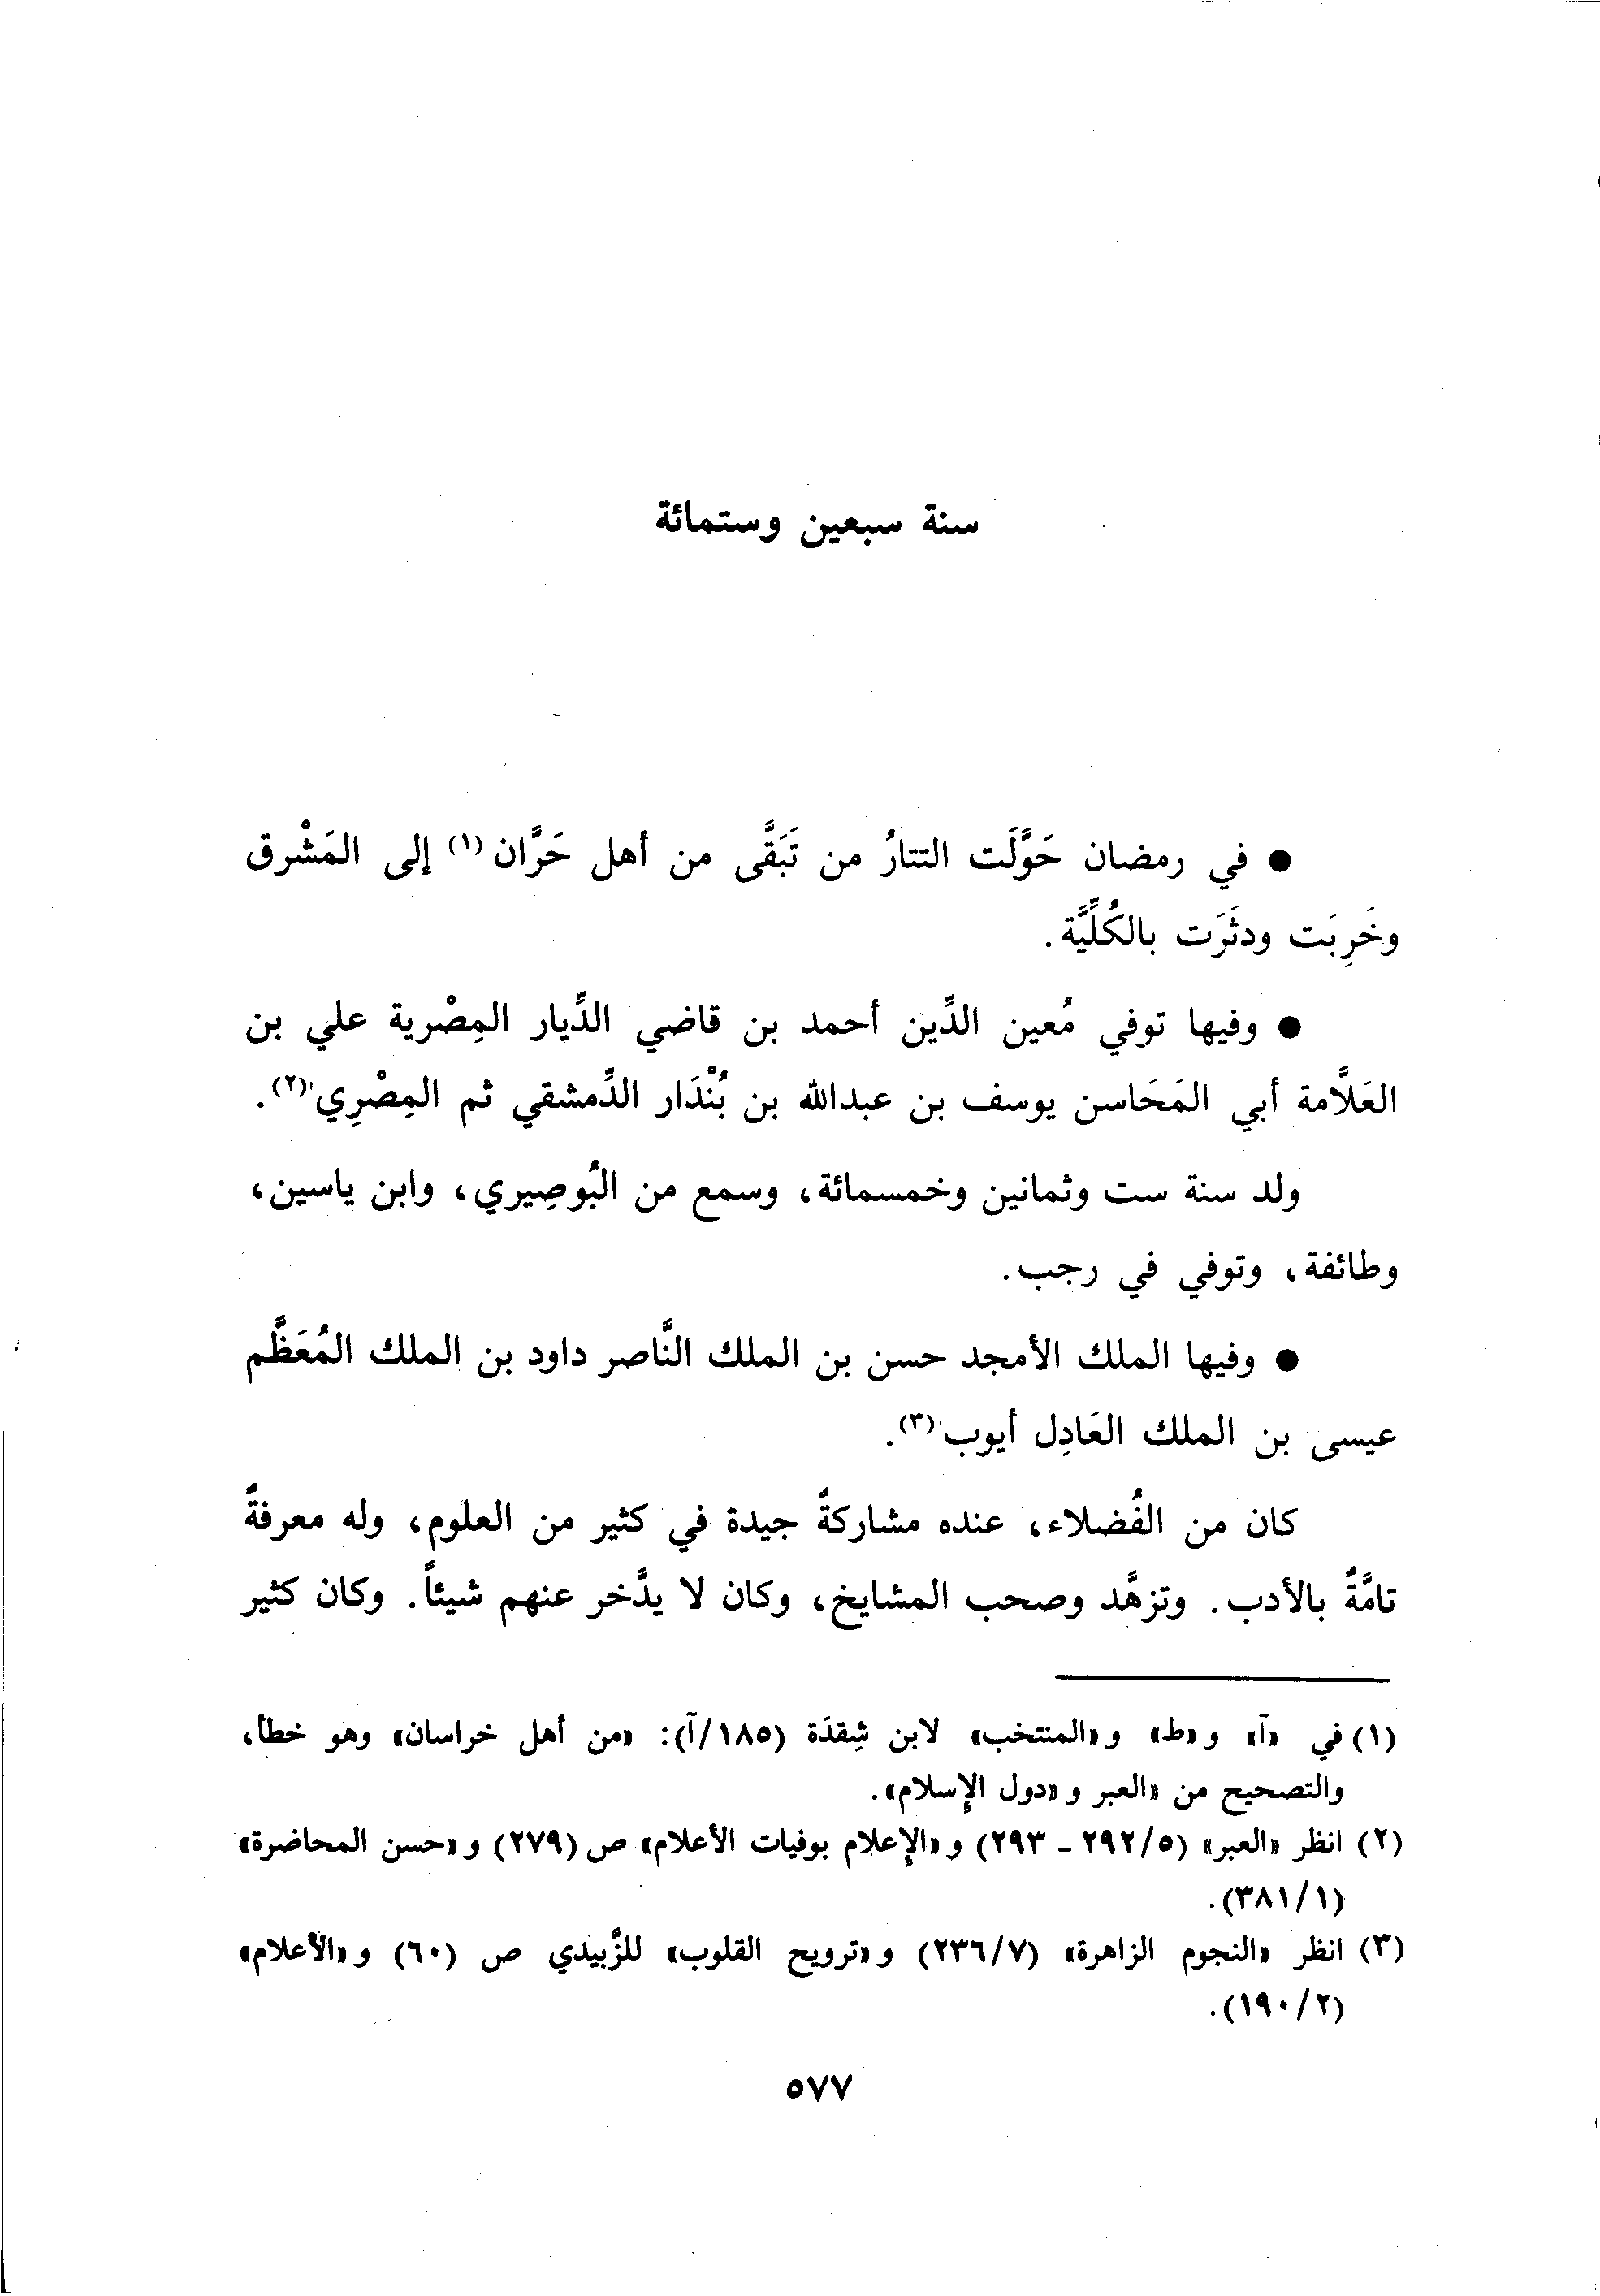 سنة سبعين وستمائة
● في رمضان حَوَّلَت التتارُ من تَبَقَّى من أهل حَرَّان (١) إلى المَشْرق
وخَرِبَت ودثَرَت بالكُلِّيَّة.
● وفيها توفي مُعين الدِّين أحمد بن قاضي الدِّيار المِصْرية علي بن
العَلَّامة أبي المَحَاسن يوسف بن عبدالله بن بُنْدَار الدِّمشقي ثم المِصْرِي (٢).
ولد سنة ست وثمانين وخمسمائة، وسمع من البُوصِيري، وابن ياسين،
وطائفة، وتوفي في رجب.
● وفيها الملك الأمجد حسن بن الملك النَّاصر داود بن الملك المُعَظَّم
عيسى بن الملك العَادِل أيوب (٣).
كان من الفُضلاء، عنده مشاركةٌ جيدة في كثير من العلوم، وله معرفةٌ
تامَّةٌ بالأدب. وتزهَّد وصحب المشايخ، وكان لا يدَّخر عنهم شيئاً. وكان كثير
(١) في «آ» و «ط» و «المنتخب» لابن شِقدَة (١٨٥/آ): «من أهل خراسان» وهو خطأ،
والتصحيح من «العبر و «دول الإسلام».
(٢) انظر «العبر» (٢٩٢/٥ - ٢٩٣) و «الإعلام بوفيات الأعلام» ص (٢٧٩) و «حسن المحاضرة»
(٣٨١/١).
(٣) انظر «النجوم الزاهرة» (٢٣٦/٧) و «ترويح القلوب» للزَّبيدي ص (٦٠) و «الأعلام»
(١٩٠/٢).
٥٧٧